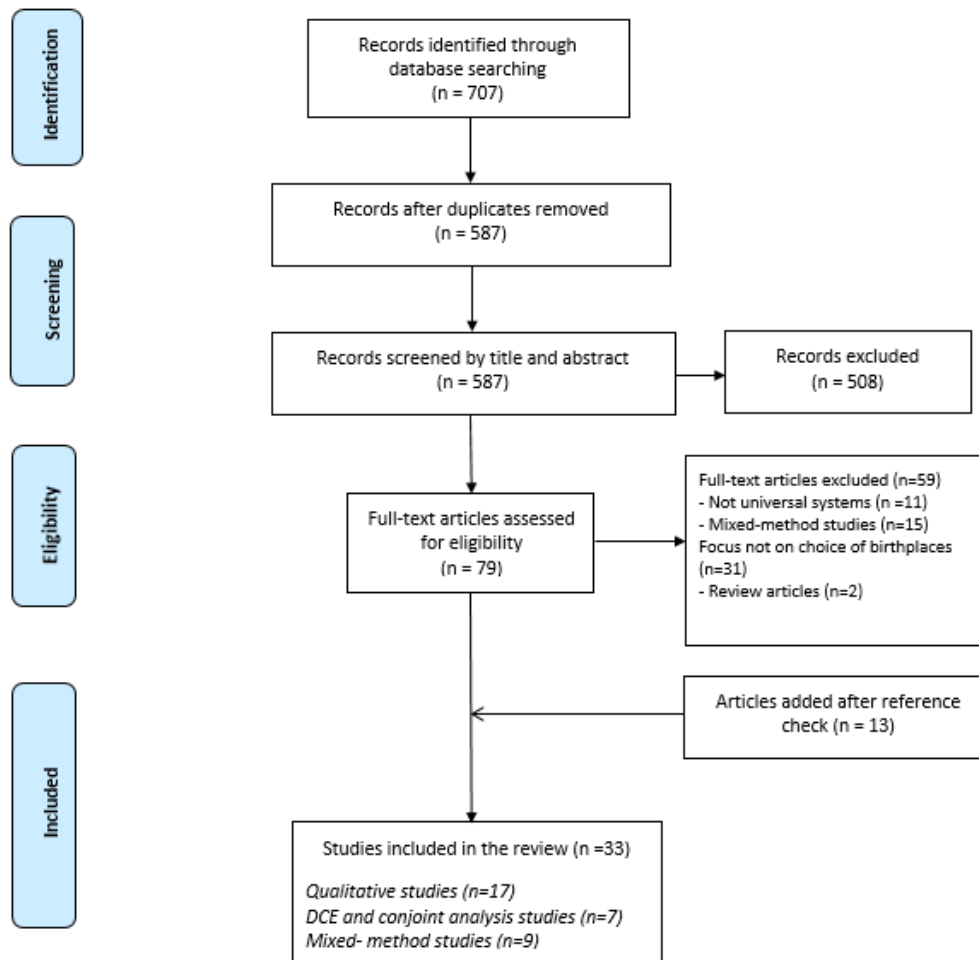 Identification
Records identified through
database searching
(n = 707)
Records after duplicates removed
(n = 587)
Screening
Records screened by title and abstract
(n = 587)
Records excluded
(n = 508)
Eligibility
Full-text articles assessed
for eligibility
(n = 79)
Full-text articles excluded (n=59)
- Not universal systems (n =11)
- Mixed-method studies (n=15)
Focus not on choice of birthplaces
(n=31)
- Review articles (n=2)
Articles added after reference
check (n = 13)
Included
Studies included in the review (n =33)
Qualitative studies (n=17)
DCE and conjoint analysis studies (n=7)
Mixed- method studies (n=9)